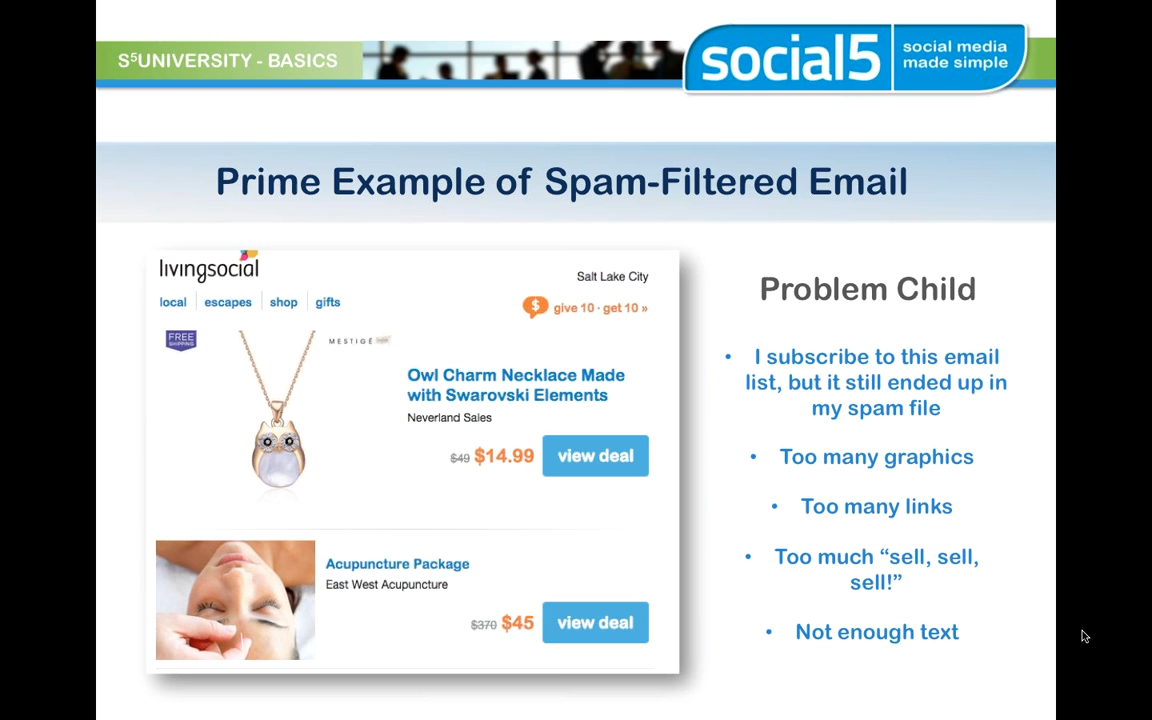 S⁵UNIVERSITY - BASICS
social5
social media
made simple
Prime Example of Spam-Filtered Email
livingsocial
Salt Lake City
local
escapes
shop
gifts
$
give 10 · get 10 »
FREE
SHIPPING
MESTIGE
Owl Charm Necklace Made
with Swarovski Elements
Neverland Sales
$49 $14.99
view deal
Acupuncture Package
East West Acupuncture
$370 $45
view deal
Problem Child
• I subscribe to this email
list, but it still ended up in
my spam file
• Too many graphics
• Too many links
• Too much “sell, sell,
sell!”
• Not enough text